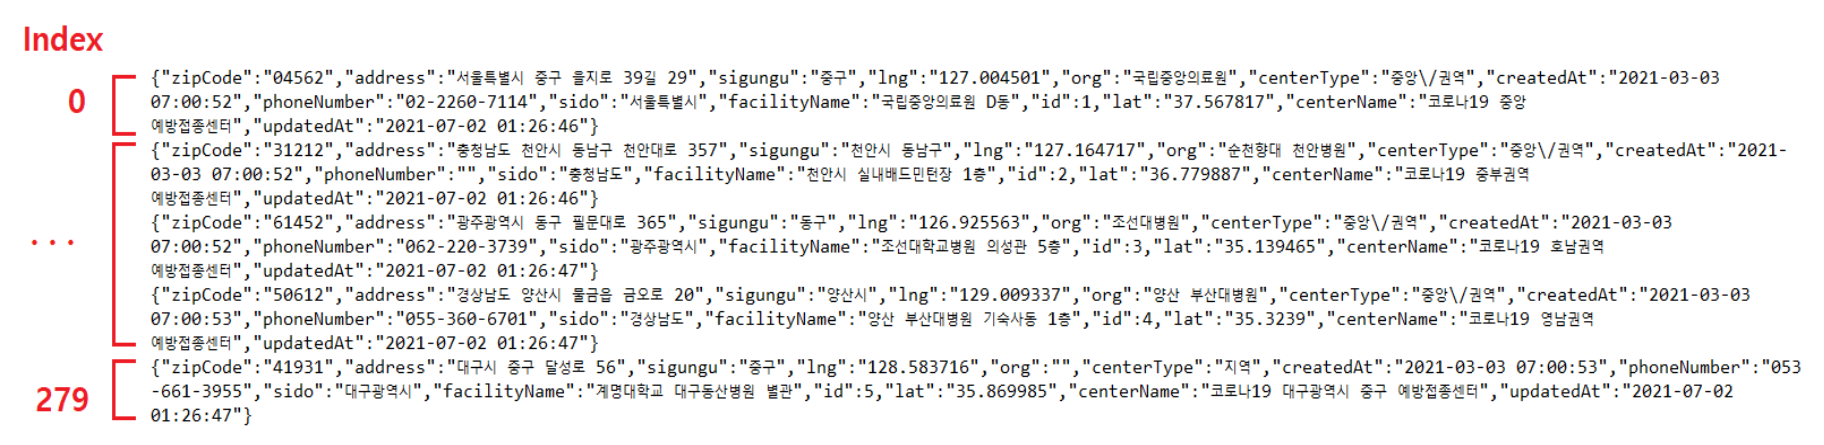 Index
0
{"zipCode":"04562","address":"서울특별시 중구 을지로 39길 29","sigungu":"중구","lng":"127.004501","org":"국립중앙의료원","centerType":"중앙\/권역","createdAt":"2021-03-03
07:00:52","phoneNumber":"02-2260-7114","sido":"서울특별시","facilityName":"국립중앙의료원 D동","id":1,"lat":"37.567817","centerName":"코로나19 중앙
예방접종센터","updatedAt":"2021-07-02 01:26:46"}
...
{"zipCode":"31212","address":"충청남도 천안시 동남구 천안대로 357","sigungu":"천안시 동남구","lng":"127.164717","org":"순천향대 천안병원","centerType":"중앙\/권역","createdAt":"2021-
03-03 07:00:52","phoneNumber":"","sido":"충청남도","facilityName":"천안시 실내배드민턴장 1층","id":2,"lat":"36.779887","centerName":"코로나19 중부권역
예방접종센터","updatedAt":"2021-07-02 01:26:46"}
{"zipCode":"61452","address":"광주광역시 동구 필문대로 365","sigungu":"동구","lng":"126.925563","org":"조선대병원","centerType":"중앙\/권역","createdAt":"2021-03-03
07:00:52","phoneNumber":"062-220-3739","sido":"광주광역시","facilityName":"조선대학교병원 의성관 5층","id":3,"lat":"35.139465","centerName":"코로나19 호남권역
예방접종센터","updatedAt":"2021-07-02 01:26:47"}
{"zipCode":"50612","address":"경상남도 양산시 물금읍 금오로 20","sigungu":"양산시","lng":"129.009337","org":"양산 부산대병원","centerType":"중앙\/권역","createdAt":"2021-03-03
07:00:53","phoneNumber":"055-360-6701","sido":"경상남도","facilityName":"양산 부산대병원 기숙사동 1층","id":4,"lat":"35.3239","centerName":"코로나19 영남권역
예방접종센터","updatedAt":"2021-07-02 01:26:47"}
279
{"zipCode":"41931","address":"대구시 중구 달성로 56","sigungu":"중구","lng":"128.583716","org":"","centerType":"지역","createdAt":"2021-03-03 07:00:53","phoneNumber":"053
-661-3955","sido":"대구광역시","facilityName":"계명대학교 대구동산병원 별관","id":5,"lat":"35.869985","centerName":"코로나19 대구광역시 중구 예방접종센터","updatedAt":"2021-07-02
01:26:47"}